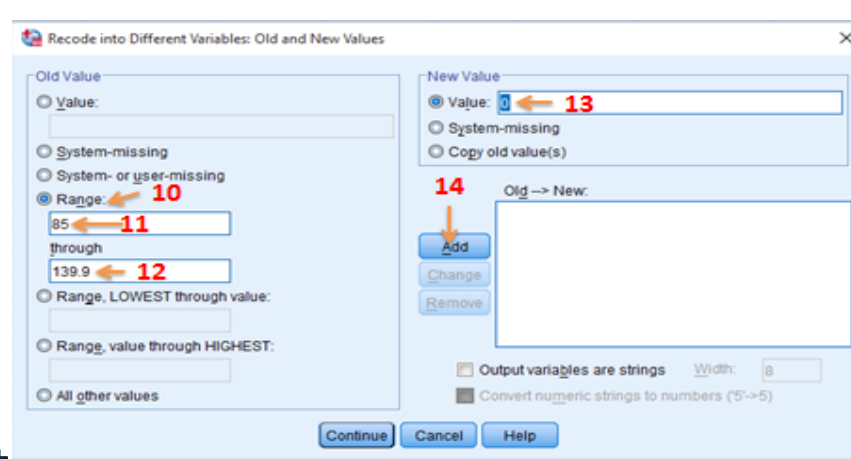 Recode into Different Variables: Old and New Values
Old Value
Value:
System-missing
System- or user-missing
Range: 10
85 11
through
139.9 12
Range, LOWEST through value:
Range, value through HIGHEST:
All other values
New Value
Value: 0 13
System-missing
Copy old value(s)
14
Old --> New:
Add
Change
Remove
Output variables are strings Width: 8
Convert numeric strings to numbers ('5'->5)
Continue Cancel Help